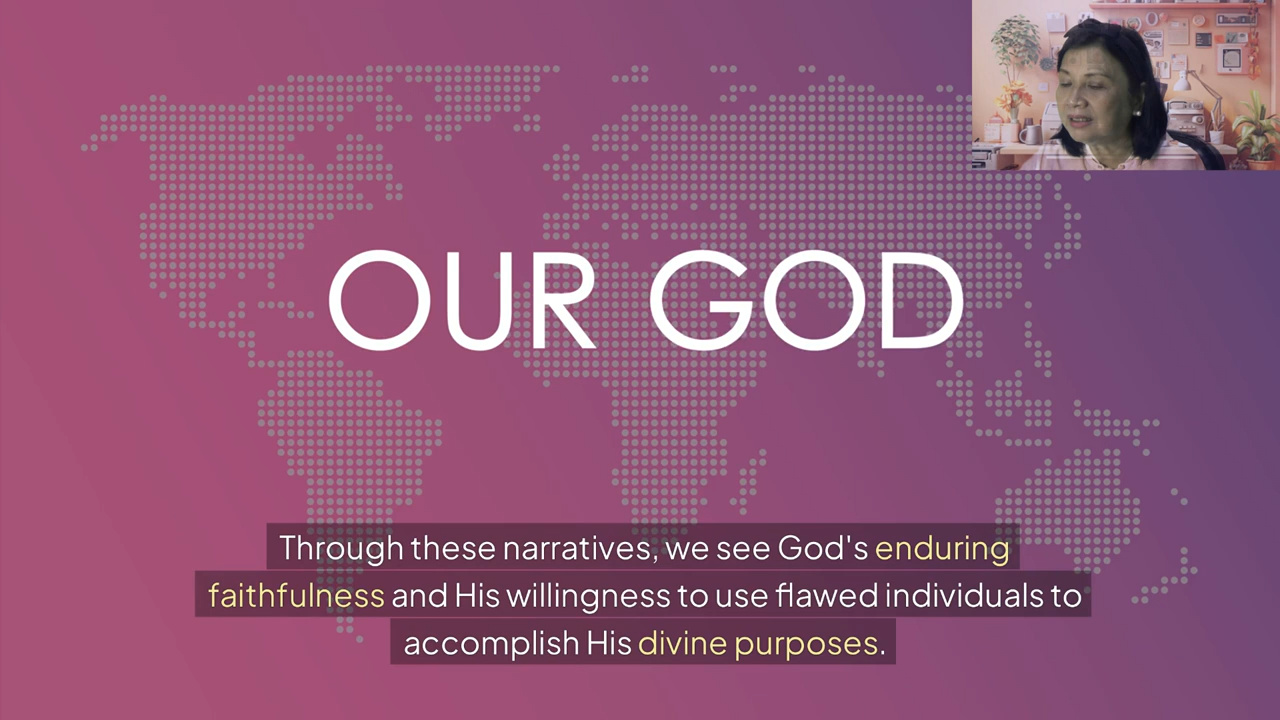 OUR GOD
Through these narratives, we see God's enduring
faithfulness and His willingness to use flawed individuals to
accomplish His divine purposes.